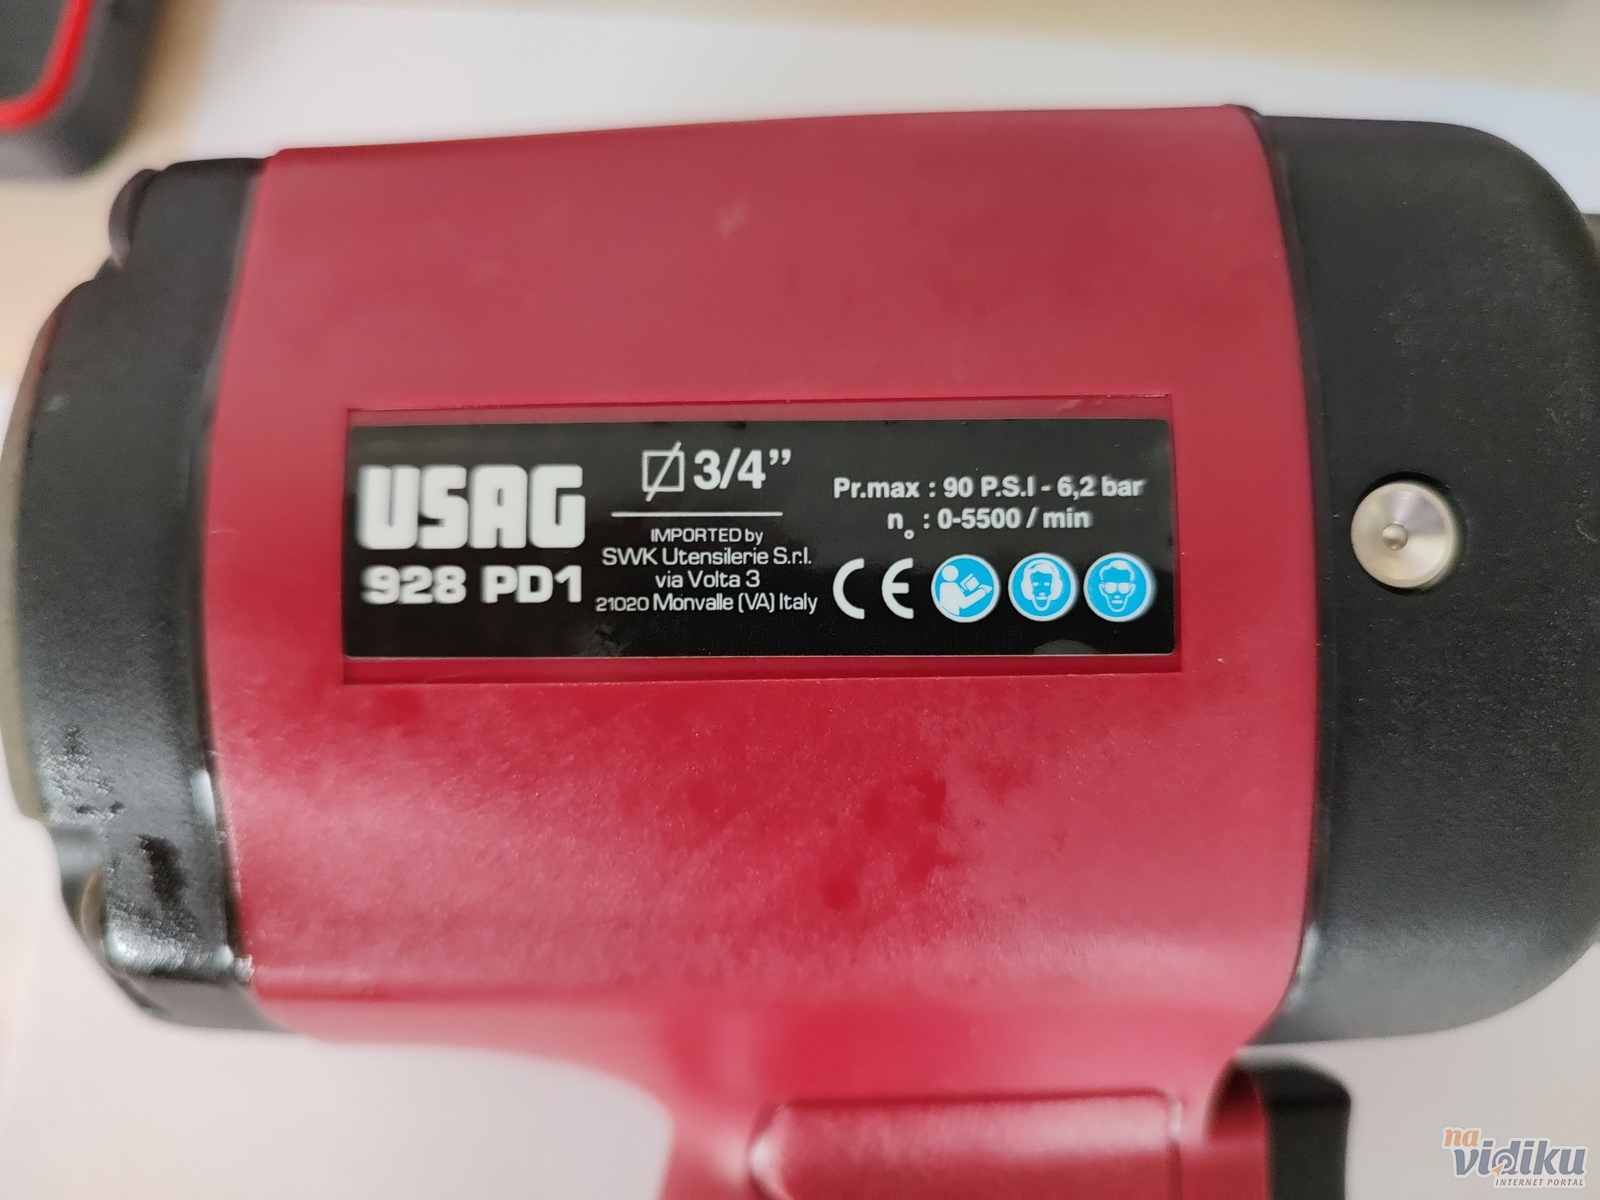 USAG
928 PD1
3/4”
IMPORTED by
SWK Utensilerie S.r.l.
via Volta 3
21020 Monvalle (VA) Italy
Pr.max : 90 P.S.I - 6,2 bar
n° : 0-5500 / min
CE
na
vidiku
INTERNET PORTAL